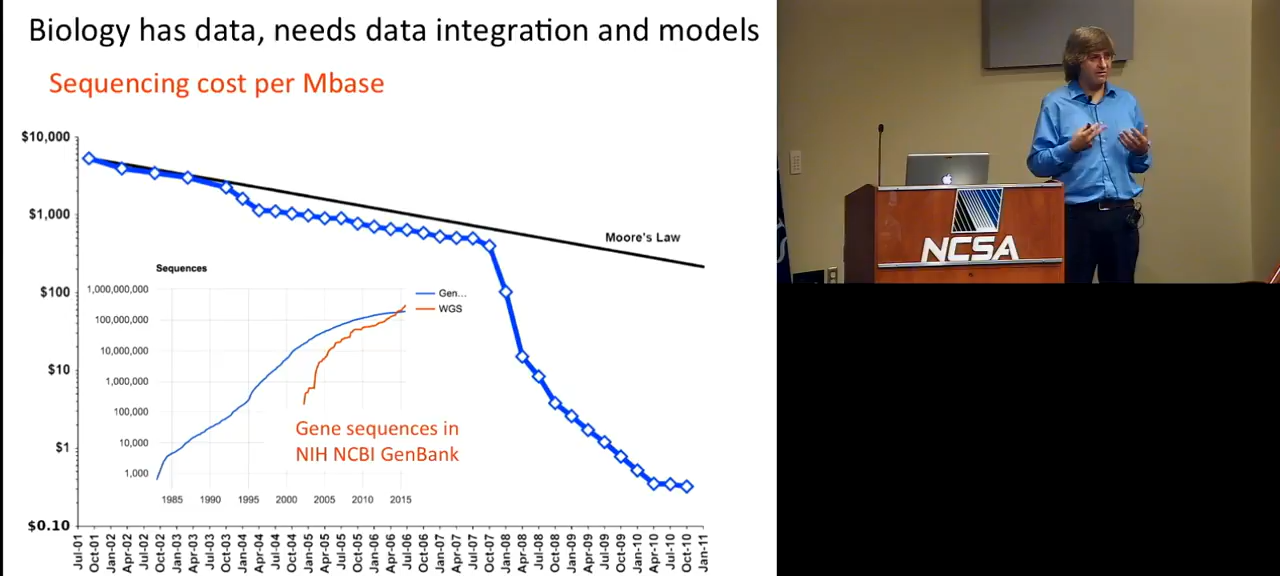 Biology has data, needs data integration and models
Sequencing cost per Mbase
$10,000
$1,000
$100
$10
$1
$0.10
Moore's Law
Sequences
1,000,000,000
100,000,000
10,000,000
1,000,000
100,000
10,000
1,000
Gen...
WGS
Gene sequences in
NIH NCBI GenBank
1985 1990 1995 2000 2005 2010 2015
Jul-01
Oct-01
Jan-02
Apr-02
Oct-02
Jan-03
Apr-03
Jul-03
Oct-03
Jan-04
Apr-04
Jul-04
Oct-04
Jan-05
Apr-05
Jul-05
Oct-05
Jan-06
Apr-06
Jul-06
Oct-06
Jan-07
Apr-07
Jul-07
Oct-07
Jan-08
Apr-08
Jul-08
Oct-08
Jan-09
Apr-09
Jul-09
Oct-09
Jan-10
Apr-10
Jul-10
Oct-10
Jan-11
NCSA